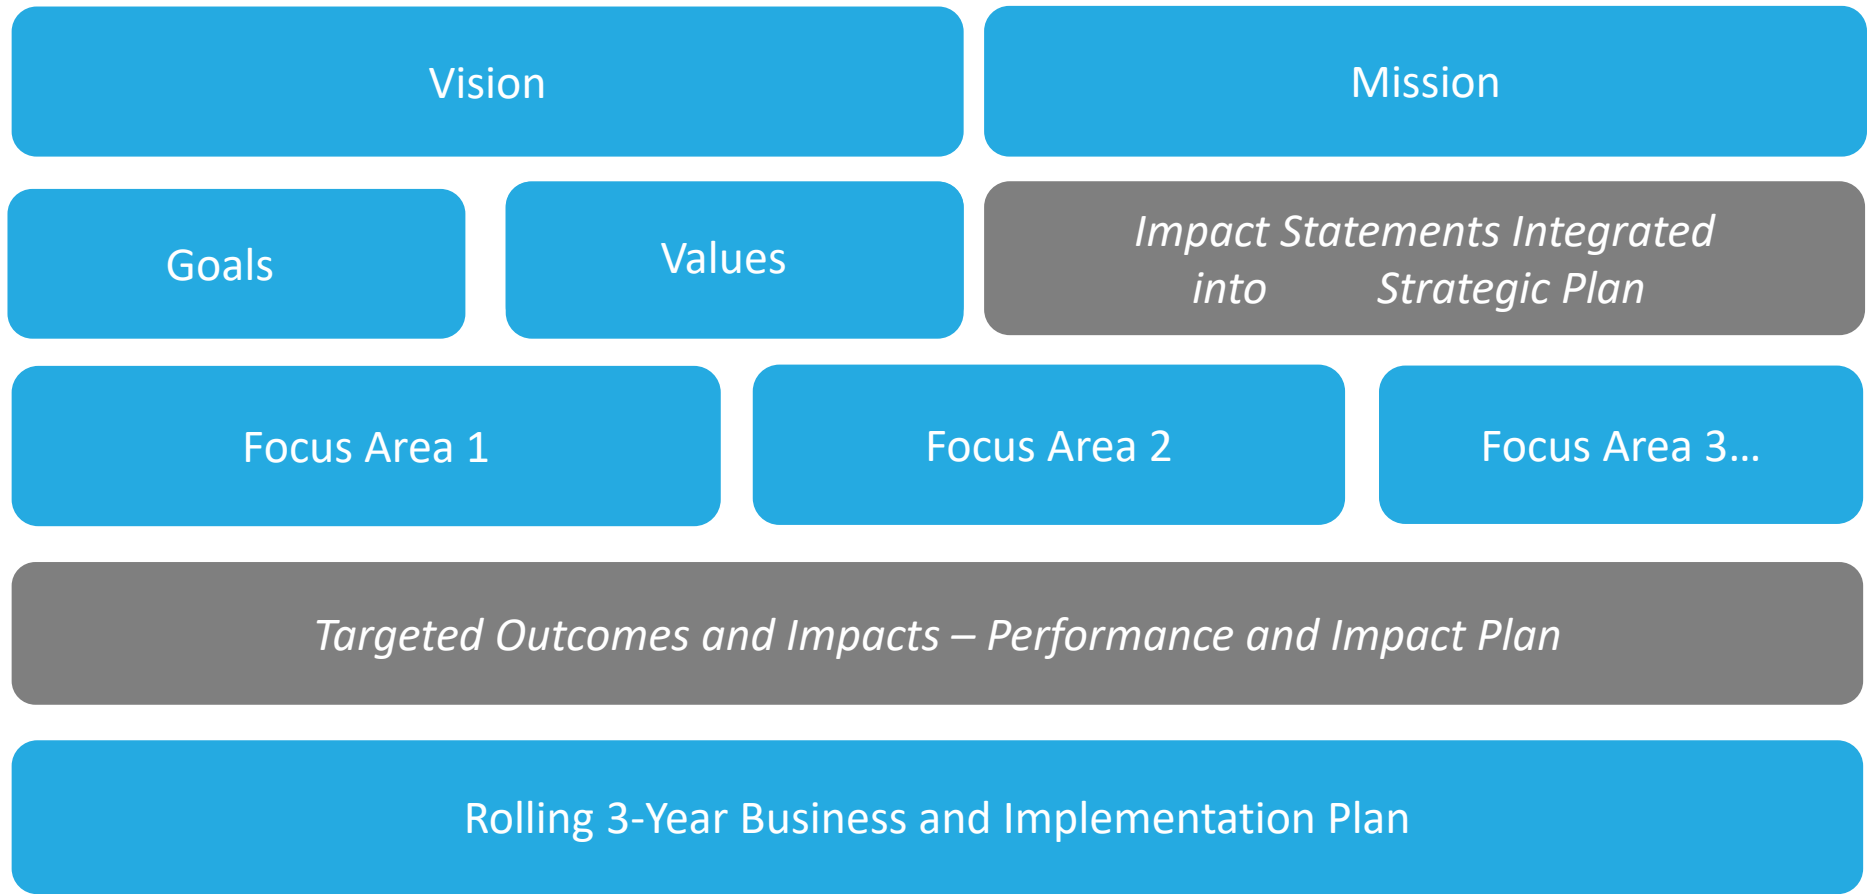 Vision
Mission
Goals
Values
Impact Statements Integrated
into Strategic Plan
Focus Area 1
Focus Area 2
Focus Area 3...
Targeted Outcomes and Impacts – Performance and Impact Plan
Rolling 3-Year Business and Implementation Plan